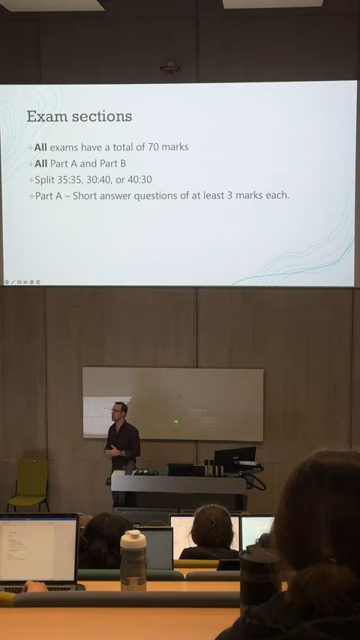 Exam sections
+All exams have a total of 70 marks
+All Part A and Part B
+Split 35:35, 30:40, or 40:30
+Part A – Short answer questions of at least 3 marks each.